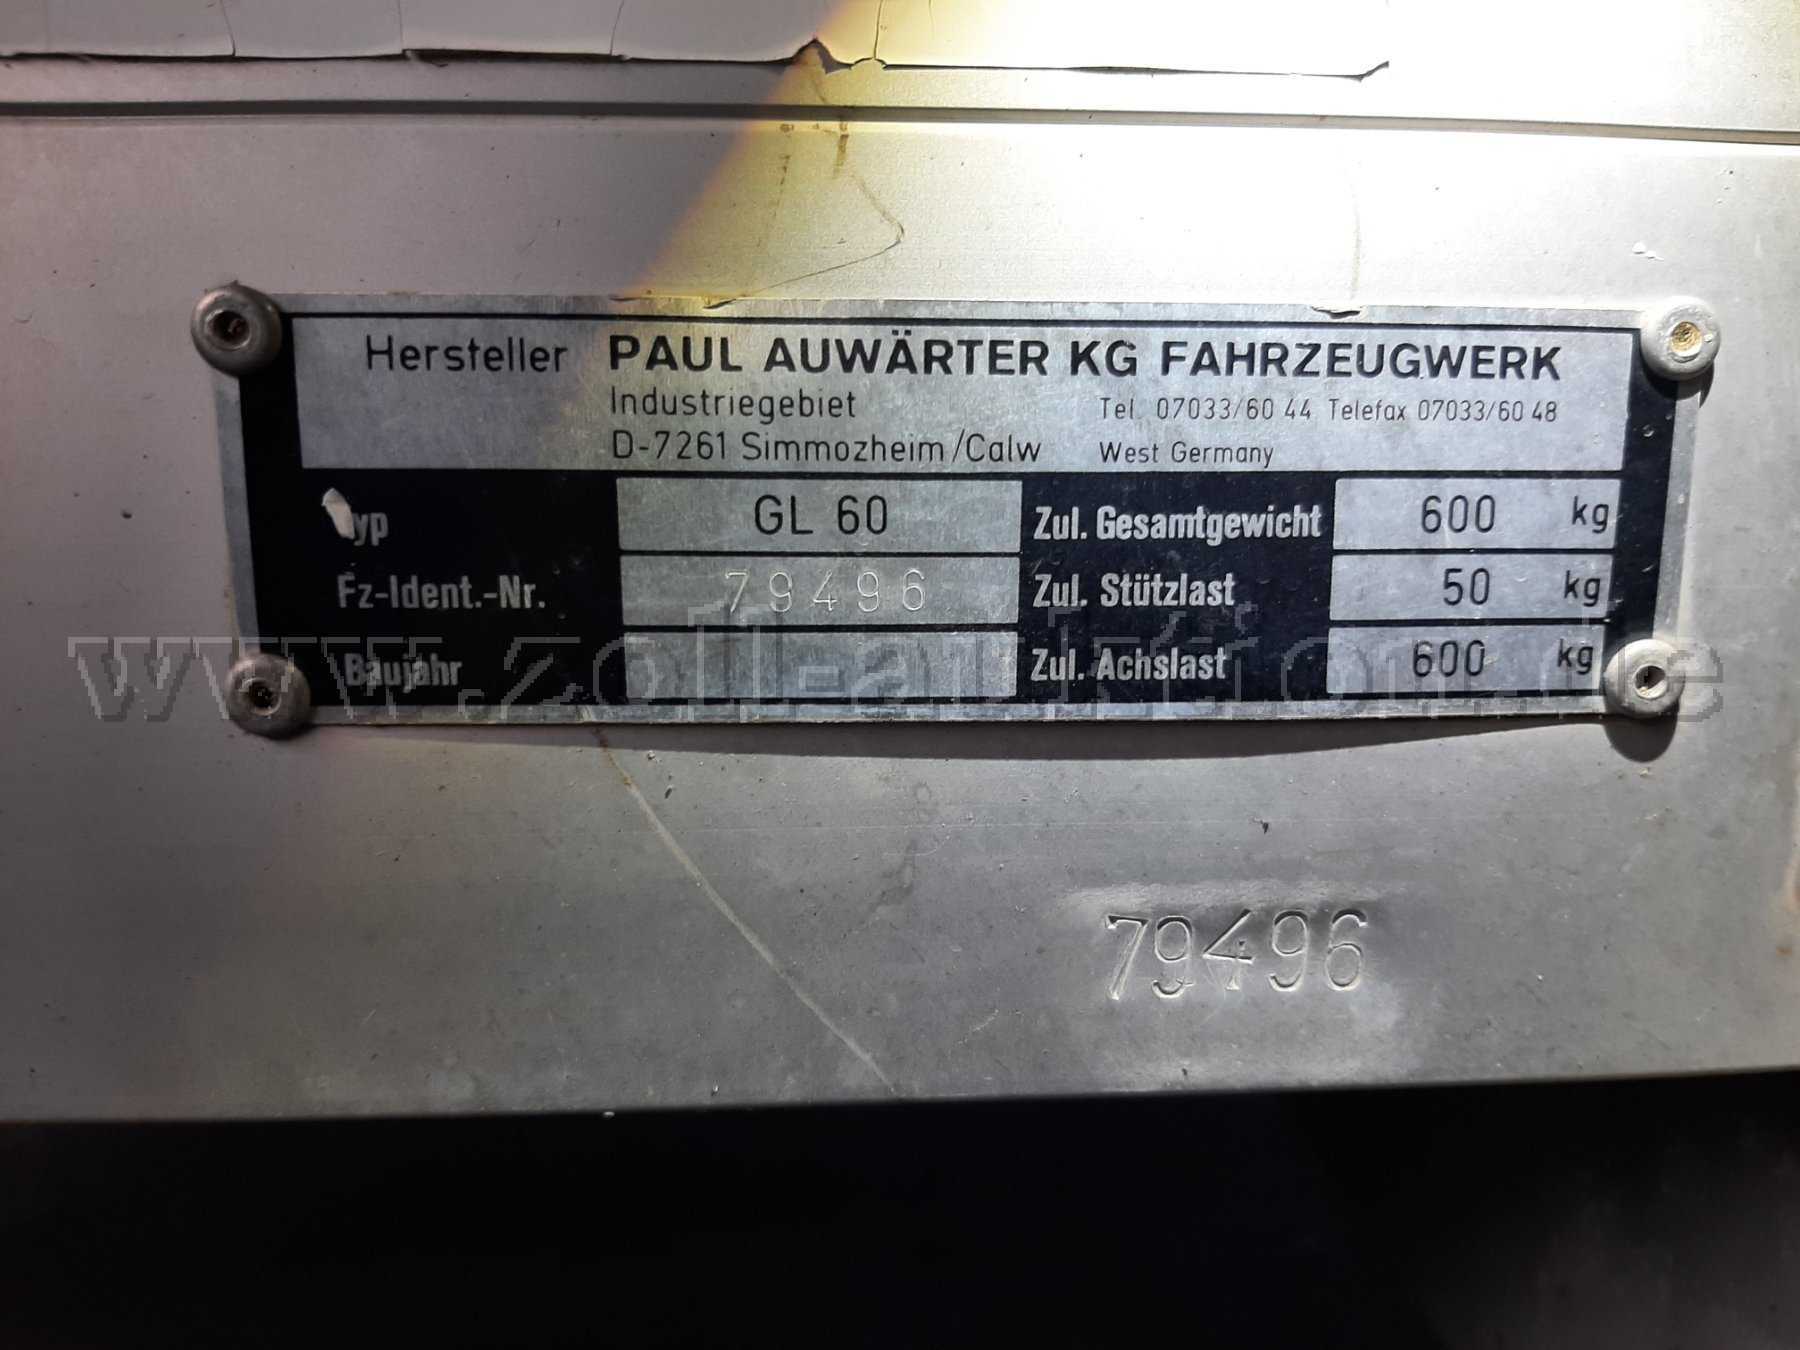 Hersteller PAUL AUWÄRTER KG FAHRZEUGWERK
Industriegebiet Tel. 07033/60 44 Telefax 07033/60 48
D-7261 Simmozheim/Calw West Germany
yp GL 60 Zul. Gesamtgewicht 600 kg
Fz-Ident.-Nr. 79496 Zul. Stützlast 50 kg
Baujahr Zul. Achslast 600 kg
www.zoll-auktion.de
79496